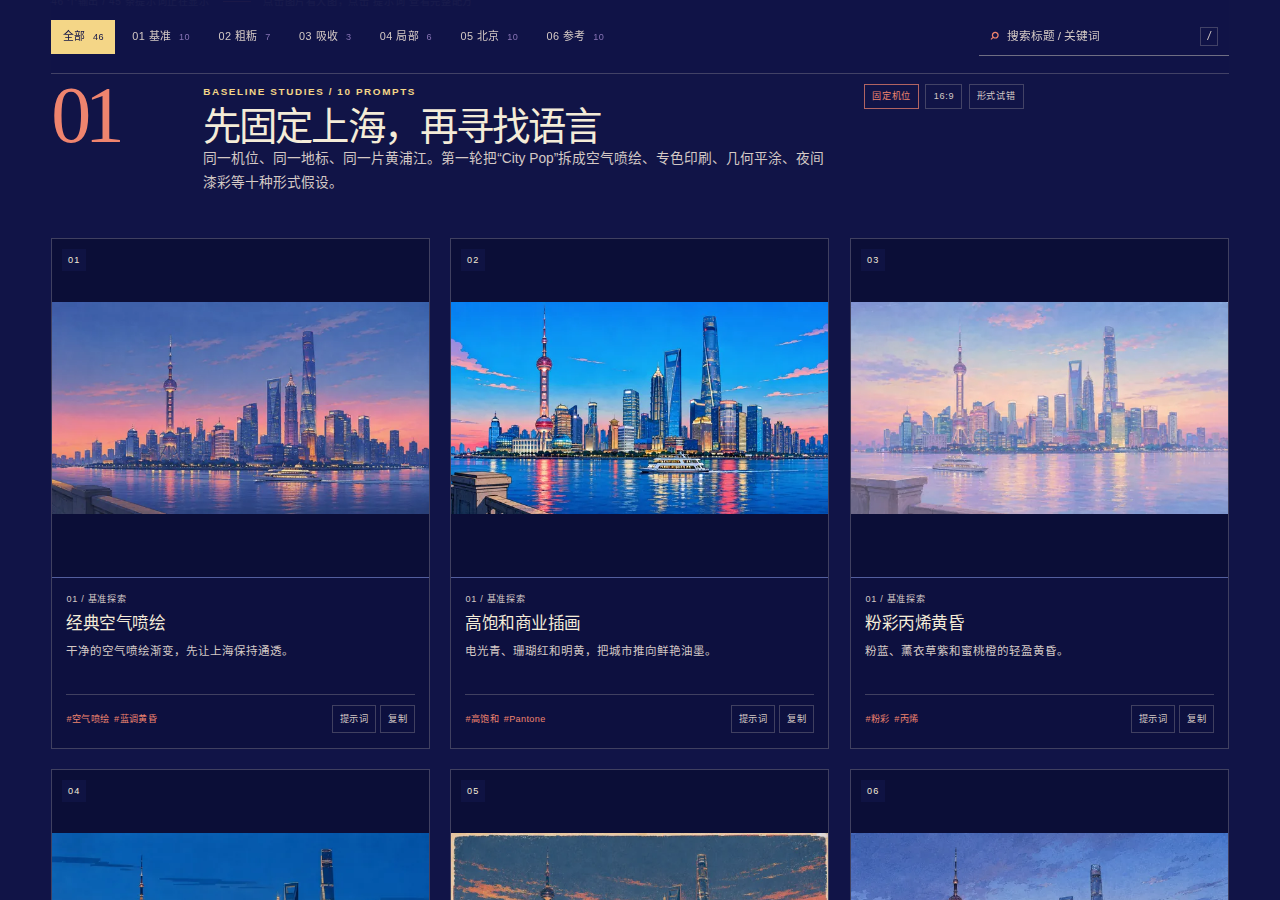 全部 46
01 基准 10
02 粗粝 7
03 吸收 3
04 局部 6
05 北京 10
06 参考 10
搜索标题 / 关键词
/
01
BASELINE STUDIES / 10 PROMPTS
先固定上海，再寻找语言
同一机位、同一地标、同一片黄浦江。第一轮把“City Pop”拆成空气喷绘、专色印刷、几何平涂、夜间
漆彩等十种形式假设。
固定机位
16:9
形式试错
01
01 / 基准探索
经典空气喷绘
干净的空气喷绘渐变，先让上海保持通透。
#空气喷绘 #蓝调黄昏
提示词
复制
02
01 / 基准探索
高饱和商业插画
电光青、珊瑚红和明黄，把城市推向鲜艳油墨。
#高饱和 #Pantone
提示词
复制
03
01 / 基准探索
粉彩丙烯黄昏
粉蓝、薰衣草紫和蜜桃橙的轻盈黄昏。
#粉彩 #丙烯
提示词
复制
04
05
06